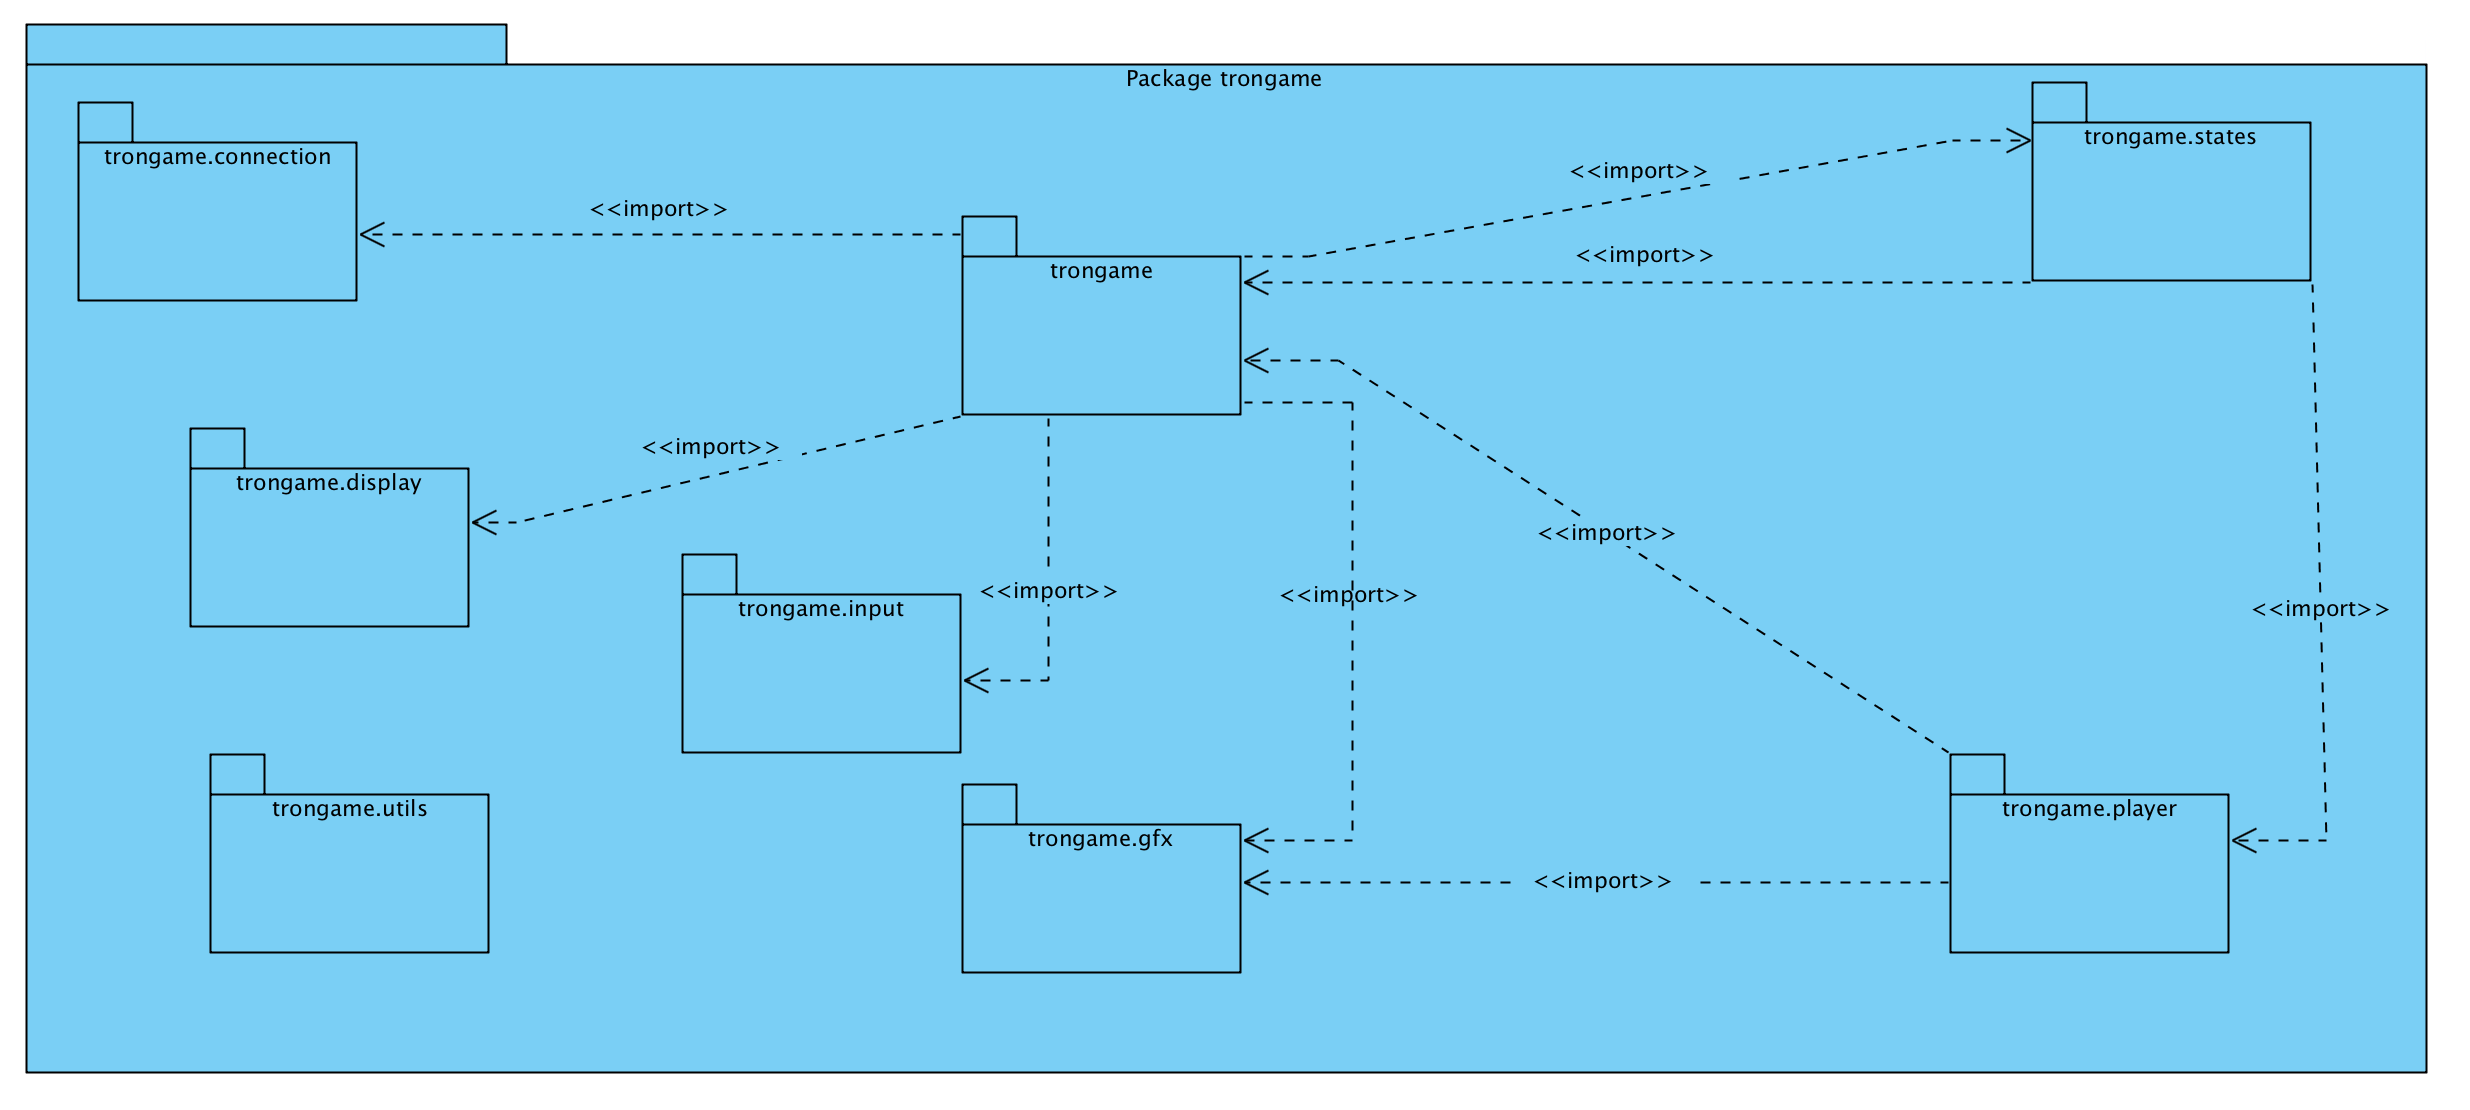 Package trongame
trongame.states
trongame.connection
<<import>>
<<import>>
<<import>>
trongame
<<import>>
trongame.display
<<import>>
<<import>>
<<import>>
trongame.input
<<import>>
trongame.utils
trongame.player
trongame.gfx
<<import>>